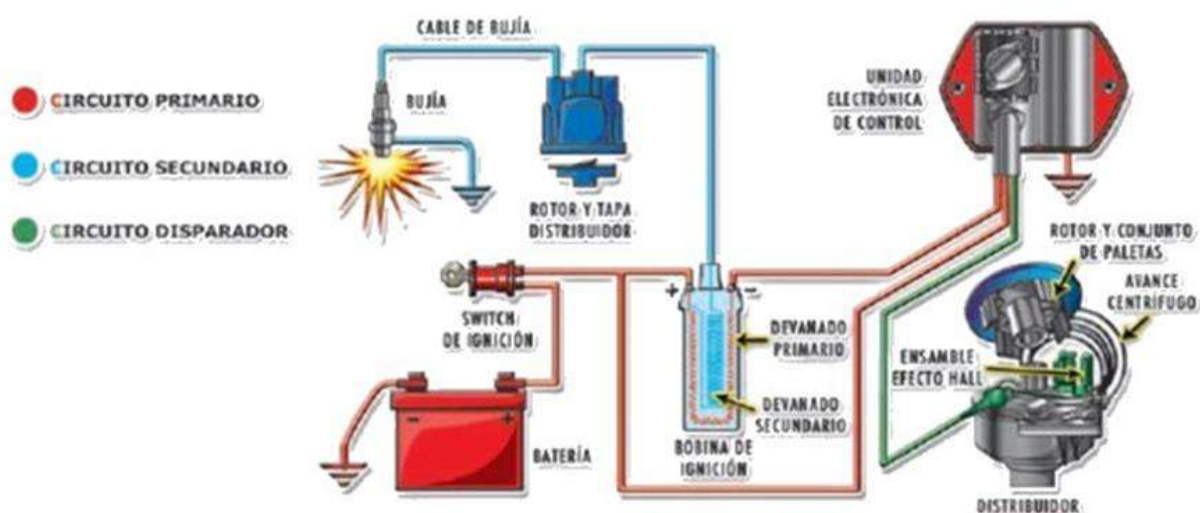 CIRCUITO PRIMARIO
CIRCUITO SECUNDARIO
CIRCUITO DISPARADOR
CABLE DE BUJÍA
BUJÍA
ROTOR Y TAPA
DISTRIBUIDOR
UNIDAD
ELECTRÓNICA
DE CONTROL
SWITCH
DE IGNICIÓN
+
−
DEVANADO
PRIMARIO
DEVANADO
SECUNDARIO
BOBINA DE
IGNICIÓN
−
+
BATERÍA
ROTOR Y CONJUNTO
DE PALETAS
AVANCE
CENTRÍFUGO
ENSAMBLE
EFECTO HALL
DISTRIBUIDOR